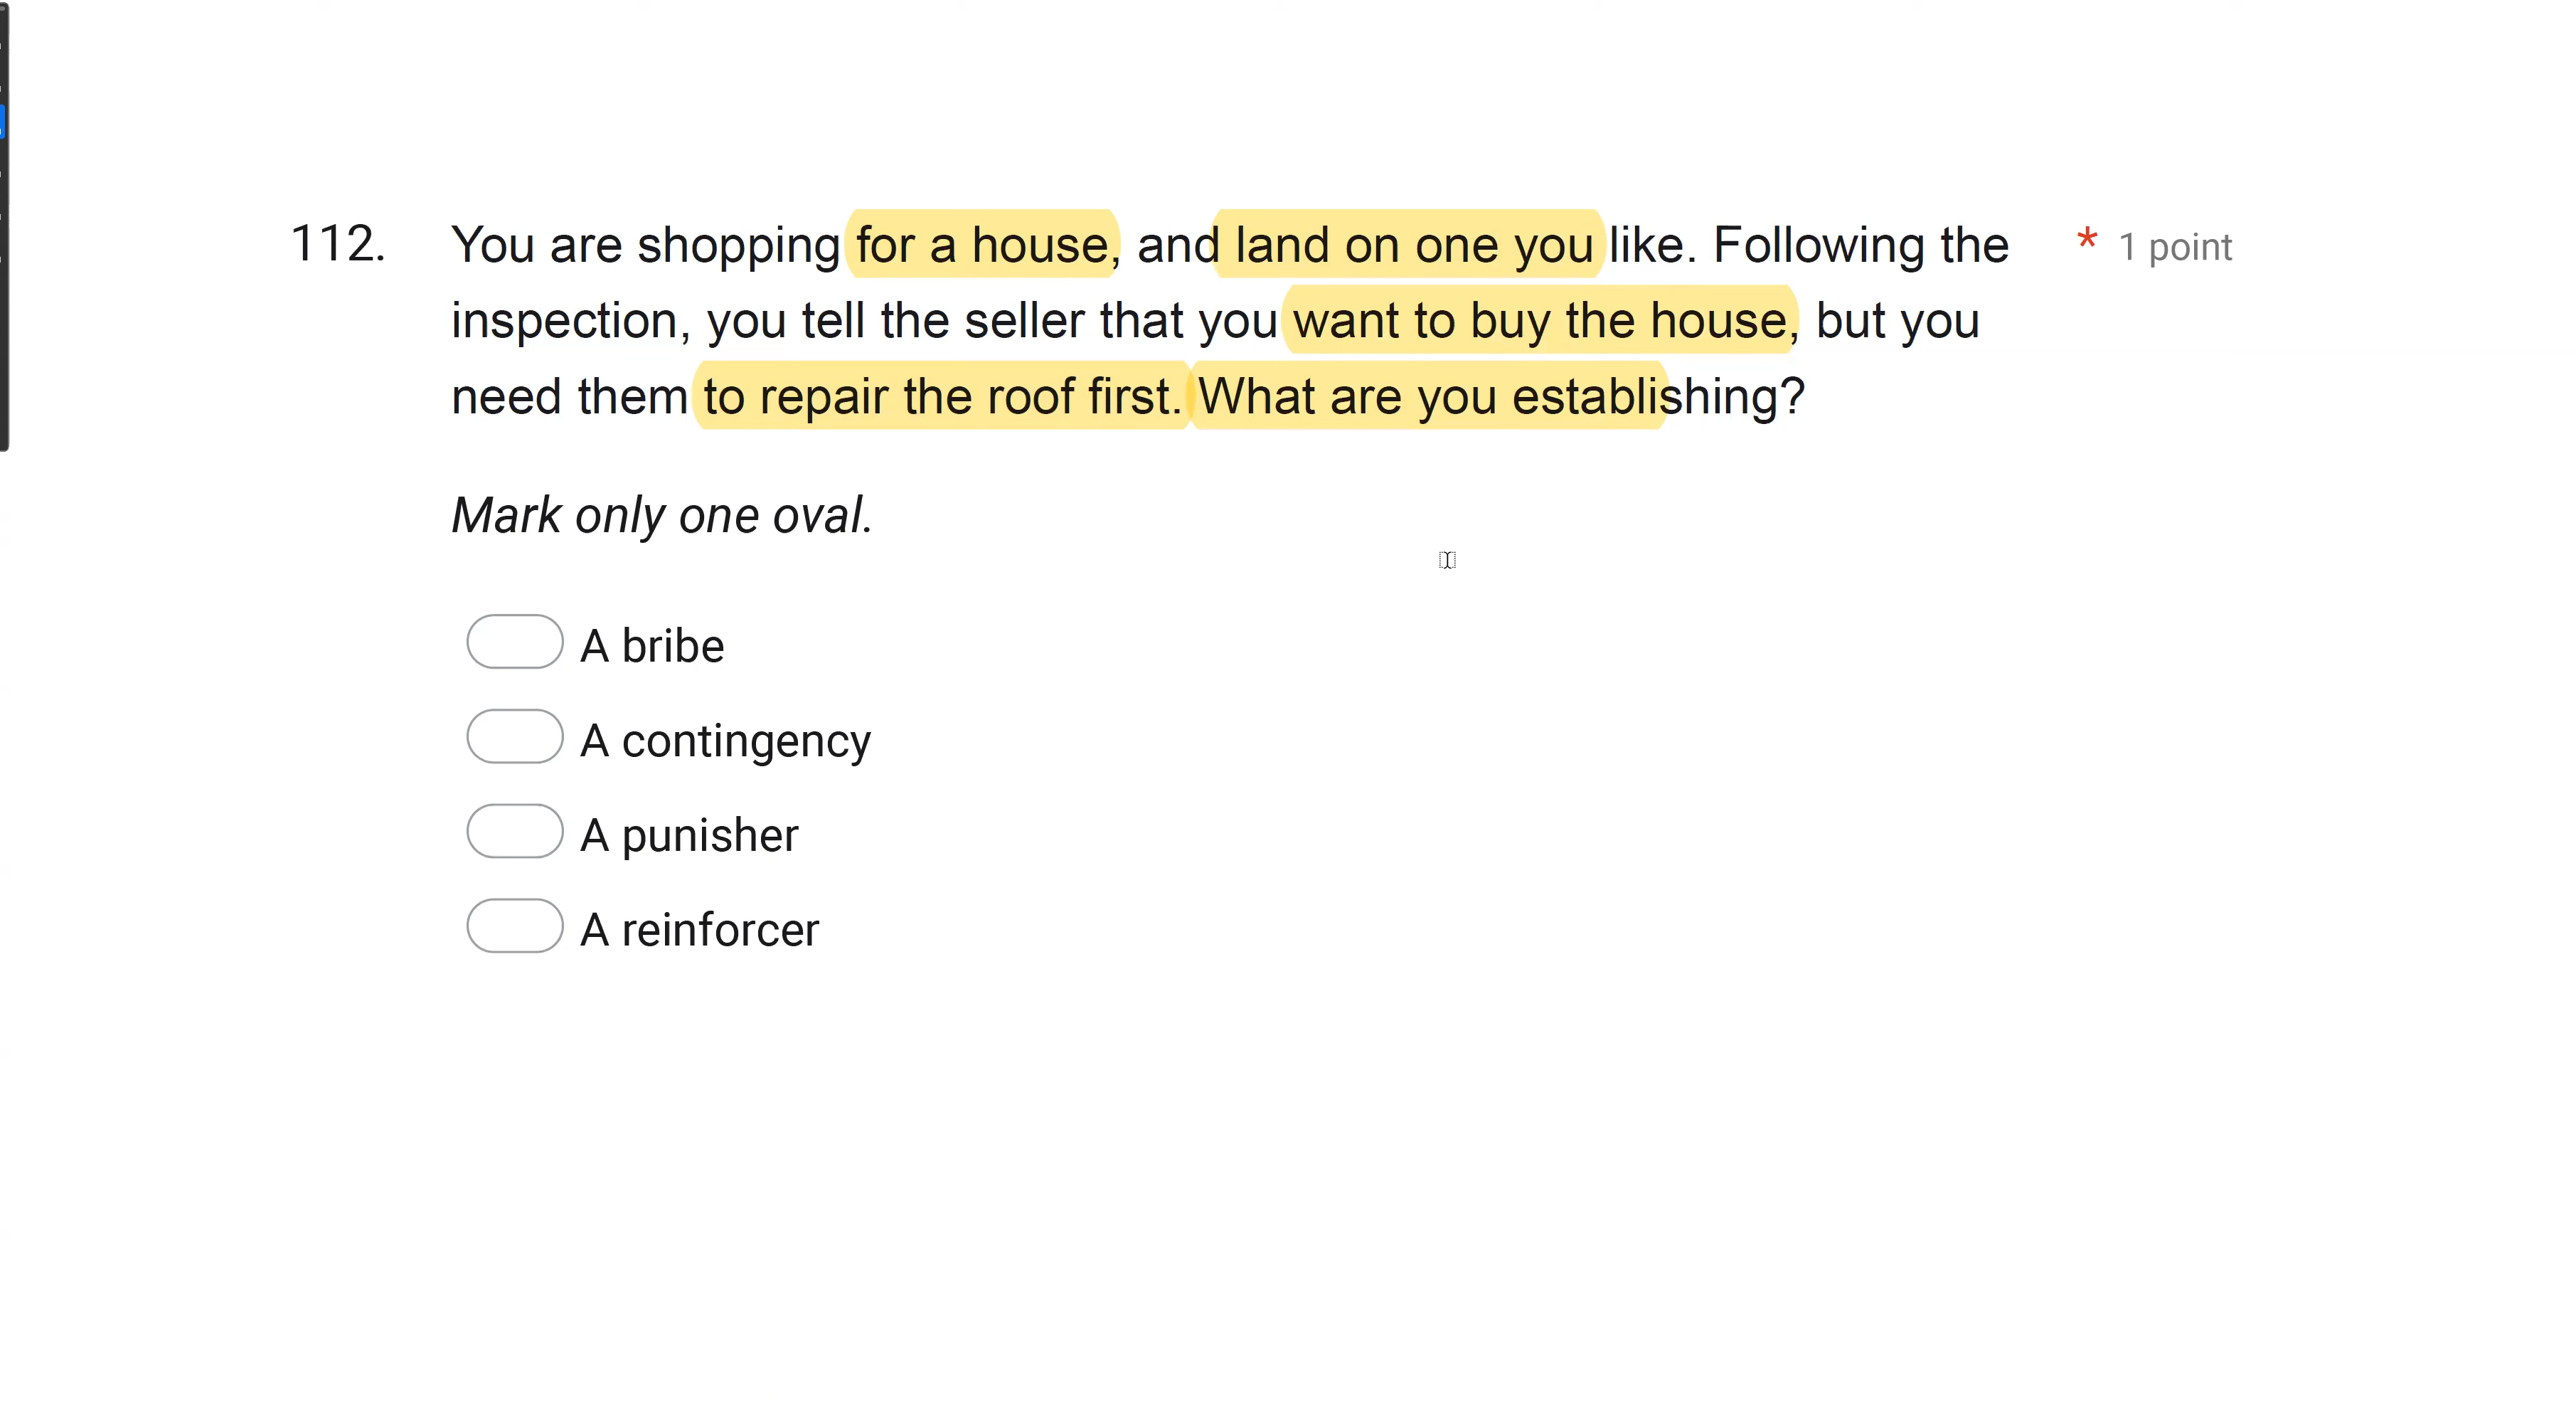 112. You are shopping for a house, and land on one you like. Following the * 1 point
inspection, you tell the seller that you want to buy the house, but you
need them to repair the roof first. What are you establishing?
Mark only one oval.
A bribe
A contingency
A punisher
A reinforcer